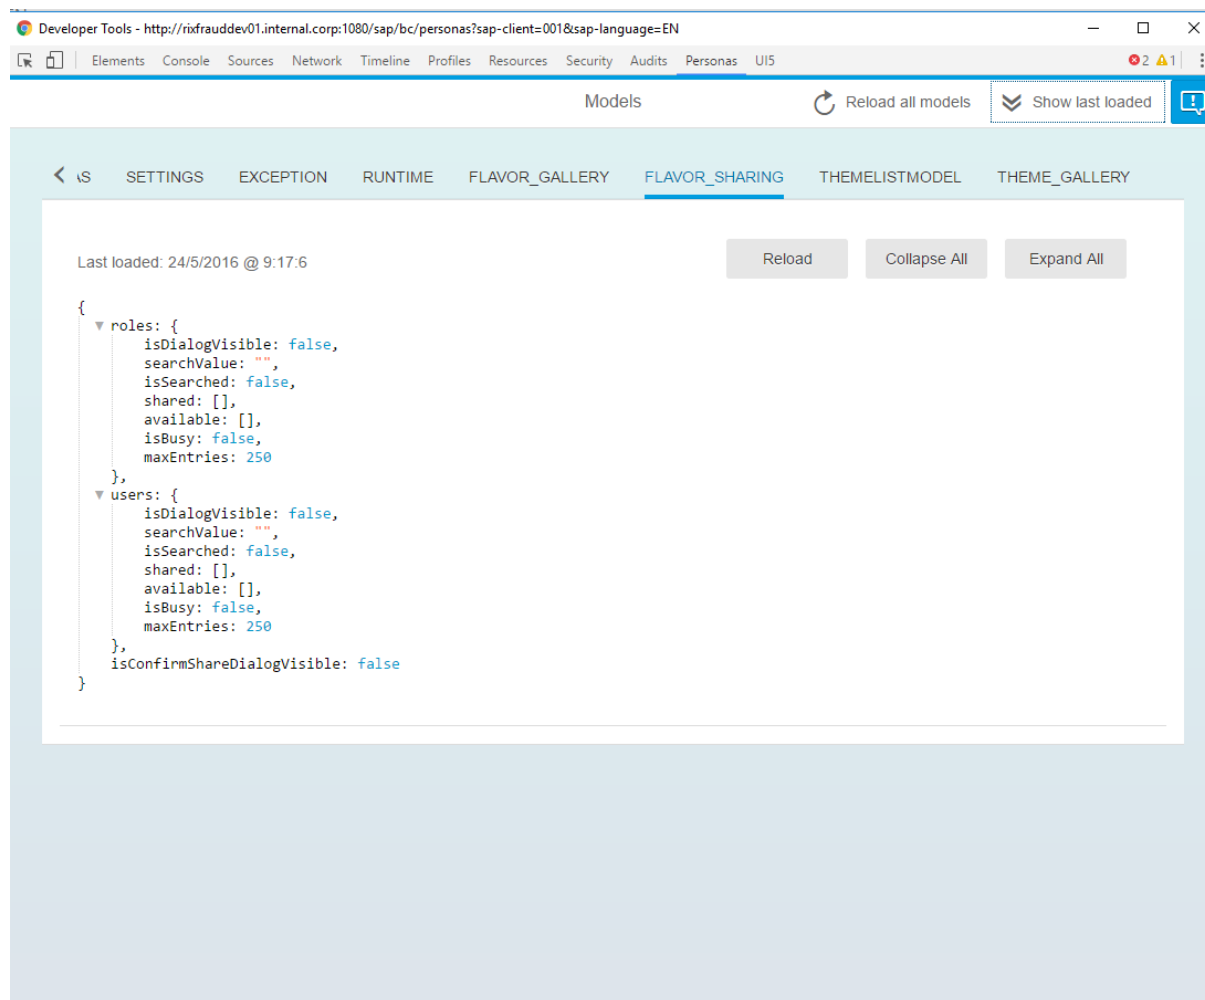 Developer Tools - http://rixfrauddev01.internal.corp:1080/sap/bc/personas?sap-client=001&sap-language=EN
Elements Console Sources Network Timeline Profiles Resources Security Audits Personas UI5 2 1
Models Reload all models Show last loaded
AS SETTINGS EXCEPTION RUNTIME FLAVOR_GALLERY FLAVOR_SHARING THEMELISTMODEL THEME_GALLERY
Last loaded: 24/5/2016 @ 9:17:6 Reload Collapse All Expand All
{
roles: {
isDialogVisible: false,
searchValue: "",
isSearched: false,
shared: [],
available: [],
isBusy: false,
maxEntries: 250
},
users: {
isDialogVisible: false,
searchValue: "",
isSearched: false,
shared: [],
available: [],
isBusy: false,
maxEntries: 250
},
isConfirmShareDialogVisible: false
}